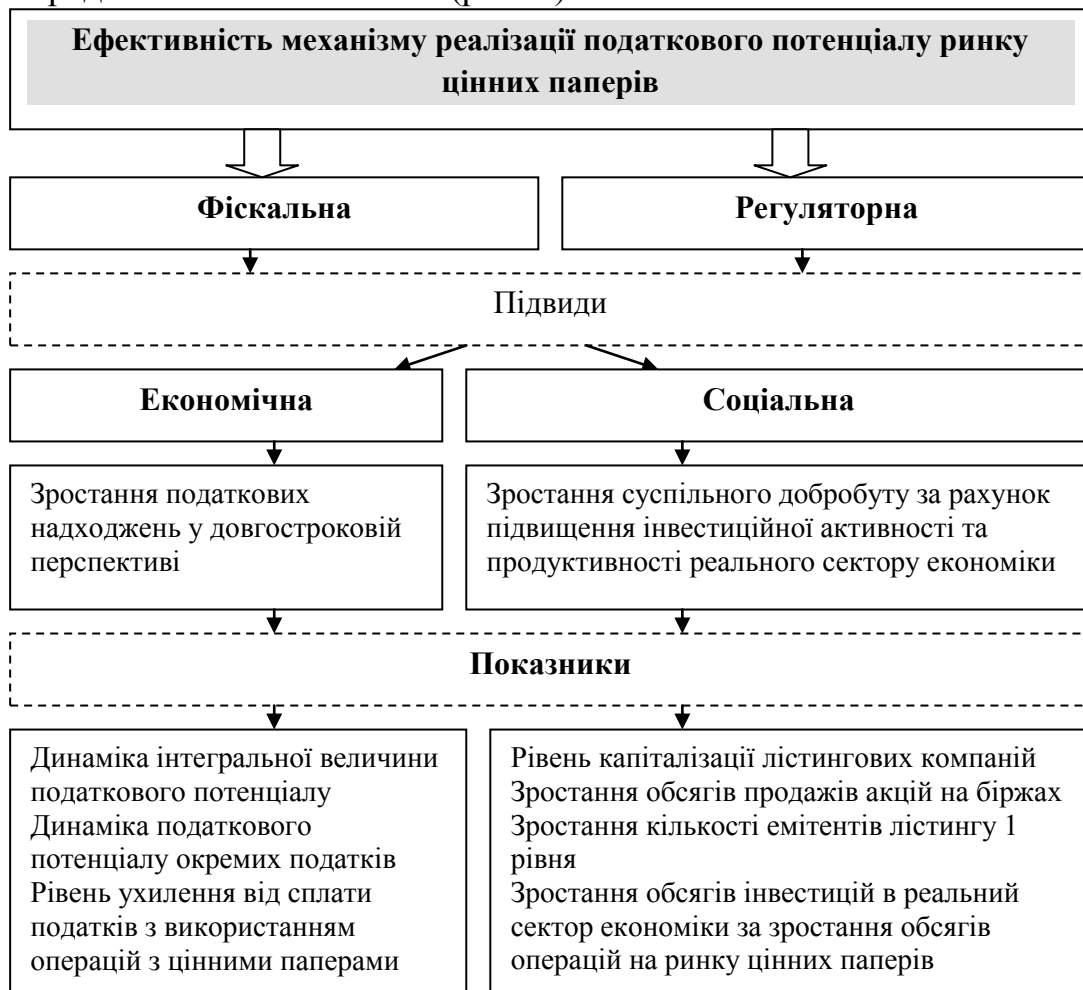 Ефективність механізму реалізації податкового потенціалу ринку
цінних паперів
Фіскальна
Регуляторна
Підвиди
Економічна
Соціальна
Зростання податкових
надходжень у довгостроковій
перспективі
Зростання суспільного добробуту за рахунок
підвищення інвестиційної активності та
продуктивності реального сектору економіки
Показники
Динаміка інтегральної величини
податкового потенціалу
Динаміка податкового
потенціалу окремих податків
Рівень ухилення від сплати
податків з використанням
операцій з цінними паперами
Рівень капіталізації лістингових компаній
Зростання обсягів продажів акцій на біржах
Зростання кількості емітентів лістингу 1
рівня
Зростання обсягів інвестицій в реальний
сектор економіки за зростання обсягів
операцій на ринку цінних паперів